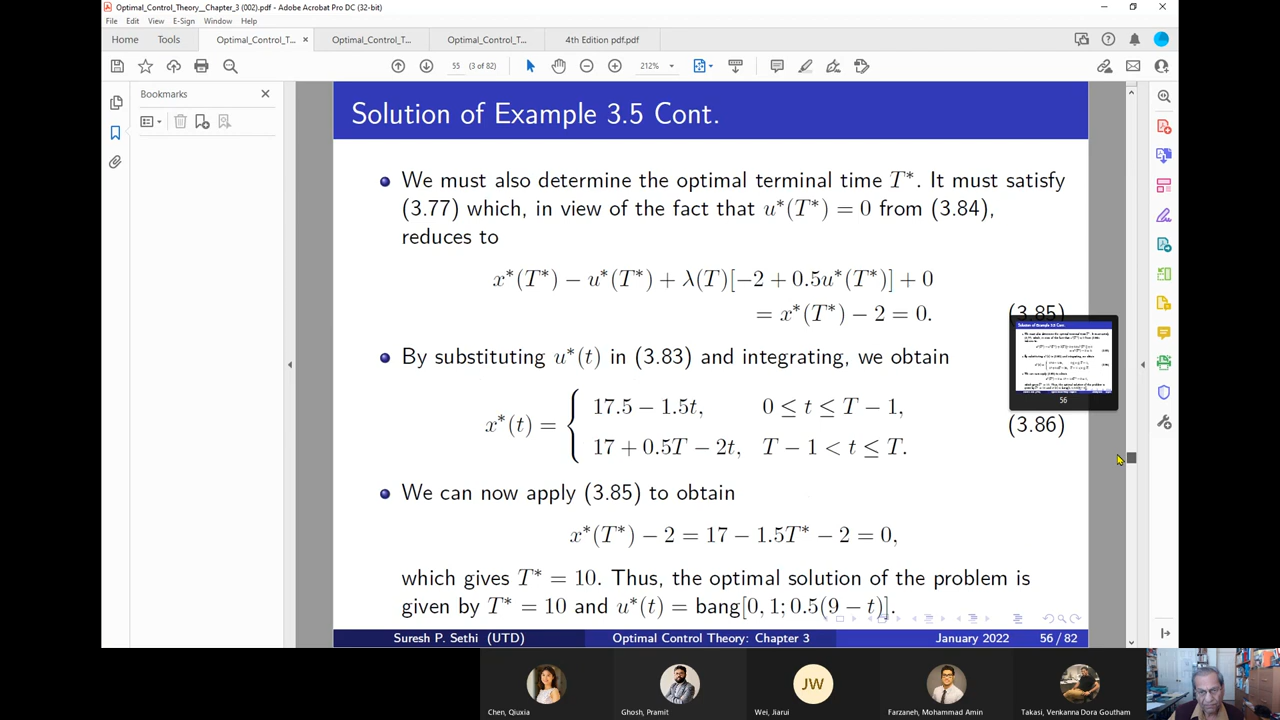 Optimal_Control_Theory__Chapter_3 (002).pdf - Adobe Acrobat Pro DC (32-bit)
File Edit View E-Sign Window Help
Home Tools Optimal_Control_T... × Optimal_Control_T... Optimal_Control_T... 4th Edition pdf.pdf
55 (3 of 82) 212%
Bookmarks
Solution of Example 3.5 Cont.
We must also determine the optimal terminal time T*. It must satisfy
(3.77) which, in view of the fact that u*(T*) = 0 from (3.84),
reduces to
x*(T*) − u*(T*) + λ(T)[−2 + 0.5u*(T*)] + 0
= x*(T*) − 2 = 0. (3.85)
By substituting u*(t) in (3.83) and integrating, we obtain
x*(t) = { 17.5 − 1.5t, 0 ≤ t ≤ T − 1,
17 + 0.5T − 2t, T − 1 < t ≤ T. (3.86)
56
We can now apply (3.85) to obtain
x*(T*) − 2 = 17 − 1.5T* − 2 = 0,
which gives T* = 10. Thus, the optimal solution of the problem is
given by T* = 10 and u*(t) = bang[0, 1; 0.5(9 − t)].
Suresh P. Sethi (UTD) Optimal Control Theory: Chapter 3 January 2022 56 / 82
JW
Chen, Qiuxia Ghosh, Pramit Wei, Jiarui Farzaneh, Mohammad Amin Takasi, Venkanna Dora Goutham